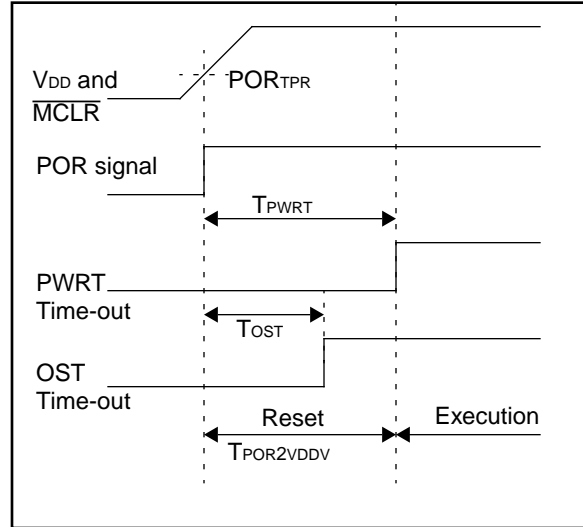 VDD and
MCLR
PORTPR
POR signal
TPWRT
PWRT
Time-out
TOST
OST
Time-out
Reset
Execution
TPOR2VDDV